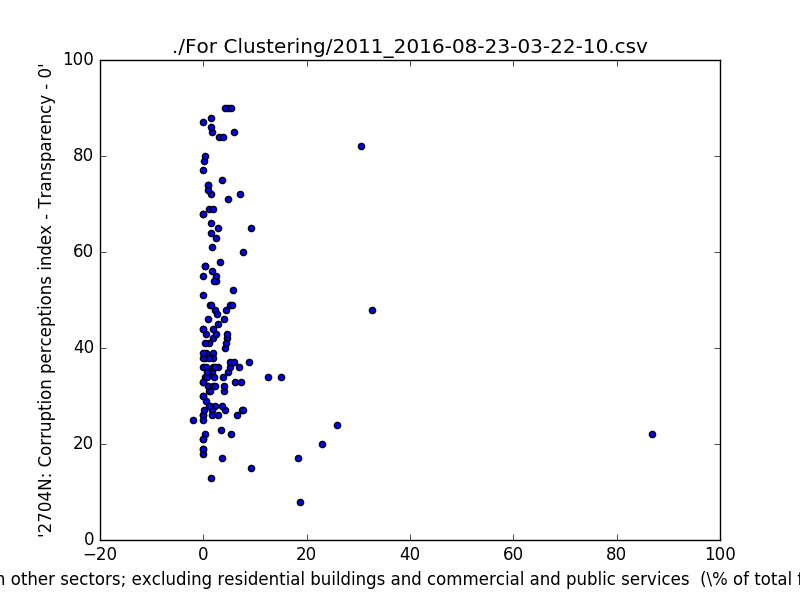 ./For Clustering/2011_2016-08-23-03-22-10.csv
'2704N: Corruption perceptions index - Transparency - 0'
100
80
60
40
20
0
−20 0 20 40 60 80 100
other sectors; excluding residential buildings and commercial and public services (\% of total